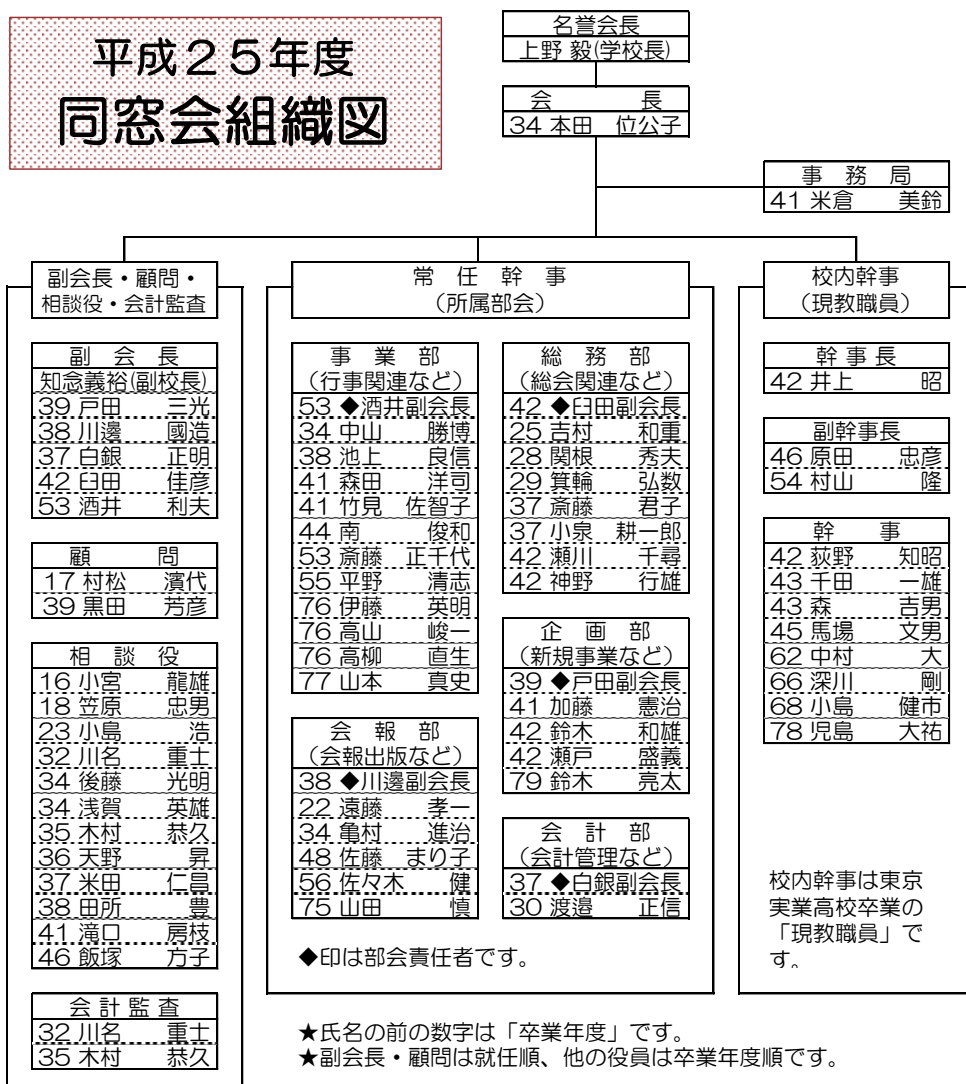 平成２５年度
同窓会組織図
名誉会長
上野 毅(学校長)
会 長
34 本田 位公子
事 務 局
41 米倉 美鈴
副会長・顧問・
相談役・会計監査
副 会 長
知念義裕(副校長)
39 戸田 三光
38 川邊 國造
37 白銀 正明
42 臼田 佳彦
53 酒井 利夫
顧 問
17 村松 濱代
39 黒田 芳彦
相 談 役
16 小宮 龍雄
18 笠原 忠男
23 小島 浩
32 川名 重士
34 後藤 光明
34 浅賀 英雄
35 木村 恭久
36 天野 昇
37 米田 仁昌
38 田所 豊
41 滝口 房枝
46 飯塚 方子
会 計 監 査
32 川名 重士
35 木村 恭久
常 任 幹 事
（所属部会）
事 業 部
（行事関連など）
53 ◆酒井副会長
34 中山 勝博
38 池上 良信
41 森田 洋司
41 竹見 佐智子
44 南 俊和
53 斎藤 正千代
55 平野 清志
76 伊藤 英明
76 高山 峻一
76 高柳 直生
77 山本 真史
会 報 部
（会報出版など）
38 ◆川邊副会長
22 遠藤 孝一
34 亀村 進治
48 佐藤 まり子
56 佐々木 健
75 山田 慎
総 務 部
（総会関連など）
42 ◆臼田副会長
25 吉村 和重
28 関根 秀夫
29 箕輪 弘数
37 斎藤 君子
37 小泉 耕一郎
42 瀬川 千尋
42 神野 行雄
企 画 部
（新規事業など）
39 ◆戸田副会長
41 加藤 憲治
42 鈴木 和雄
42 瀬戸 盛義
79 鈴木 亮太
会 計 部
（会計管理など）
37 ◆白銀副会長
30 渡邉 正信
◆印は部会責任者です。
校内幹事
（現教職員）
幹 事 長
42 井上 昭
副幹事長
46 原田 忠彦
54 村山 隆
幹 事
42 荻野 知昭
43 千田 一雄
43 森 吉男
45 馬場 文男
62 中村 大
66 深川 剛
68 小島 健市
78 児島 大祐
校内幹事は東京
実業高校卒業の
「現教職員」で
す。
★氏名の前の数字は「卒業年度」です。
★副会長・顧問は就任順、他の役員は卒業年度順です。